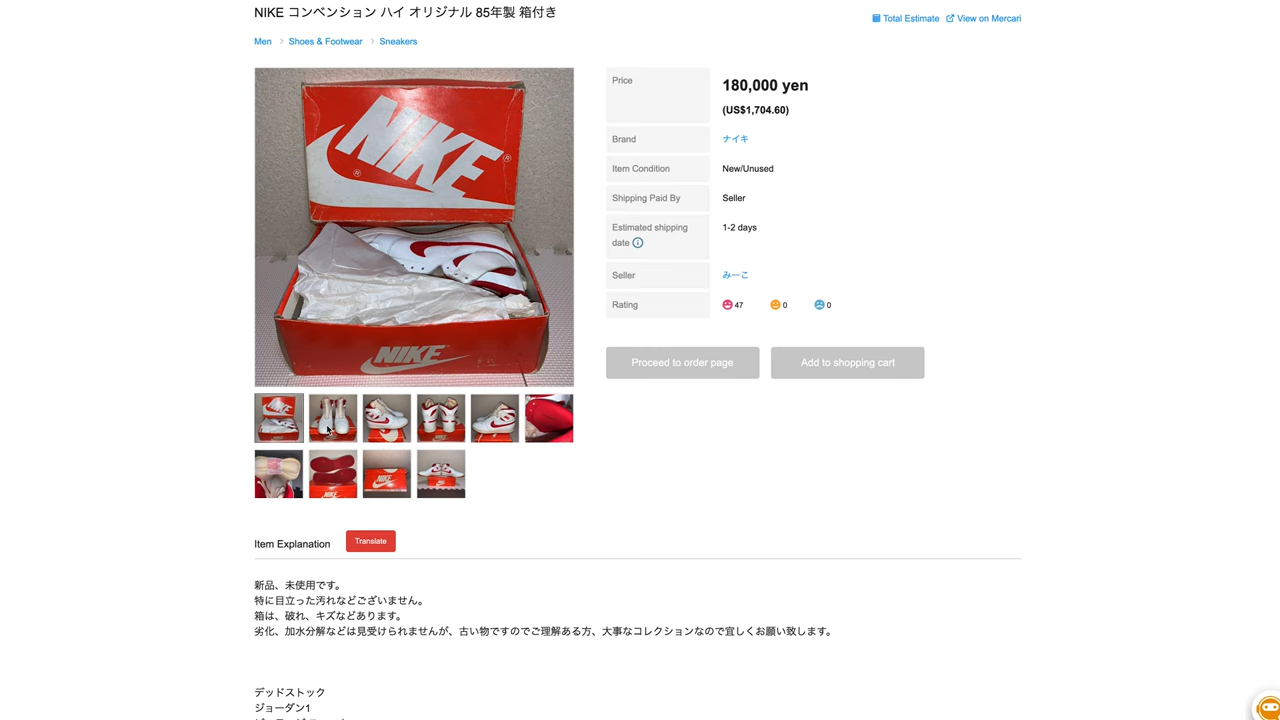 NIKE コンベンション ハイ オリジナル 85年製 箱付き
Total Estimate View on Mercari
Men > Shoes & Footwear > Sneakers
NIKE
NIKE
Price 180,000 yen
(US$1,704.60)
Brand ナイキ
Item Condition New/Unused
Shipping Paid By Seller
Estimated shipping date 1-2 days
Seller みーこ
Rating 47 0 0
Proceed to order page Add to shopping cart
Item Explanation Translate
新品、未使用です。
特に目立った汚れなどございません。
箱は、破れ、キズなどあります。
劣化、加水分解などは見受けられませんが、古い物ですのでご理解ある方、大事なコレクションなので宜しくお願い致します。
デッドストック
ジョーダン1